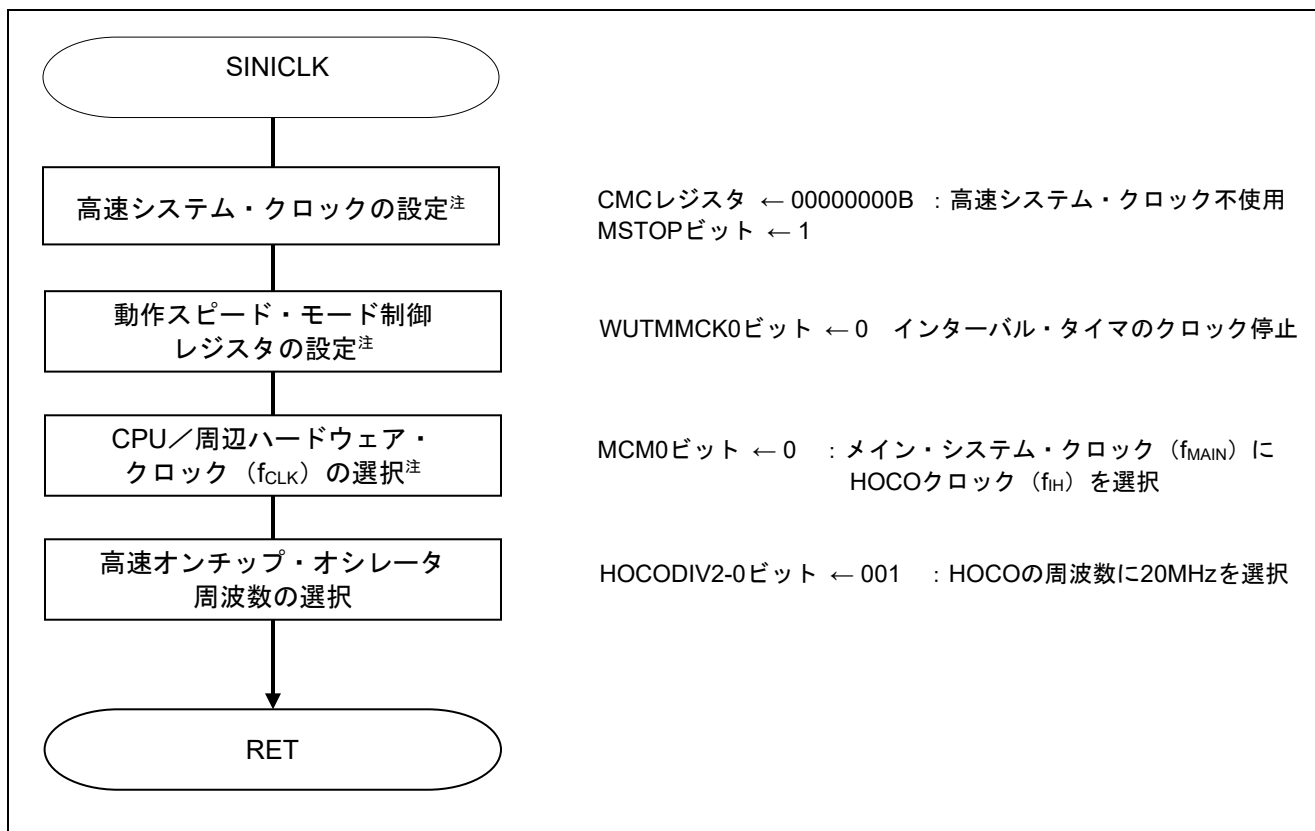 SINICLK
高速システム・クロックの設定注
CMCレジスタ ← 00000000B ：高速システム・クロック不使用
MSTOPビット ← 1
動作スピード・モード制御
レジスタの設定注
WUTMMCK0ビット ← 0 インターバル・タイマのクロック停止
CPU／周辺ハードウェア・
クロック（fCLK）の選択注
MCM0ビット ← 0 ：メイン・システム・クロック（fMAIN）に
HOCOクロック（fIH）を選択
高速オンチップ・オシレータ
周波数の選択
HOCODIV2-0ビット ← 001 ：HOCOの周波数に20MHzを選択
RET